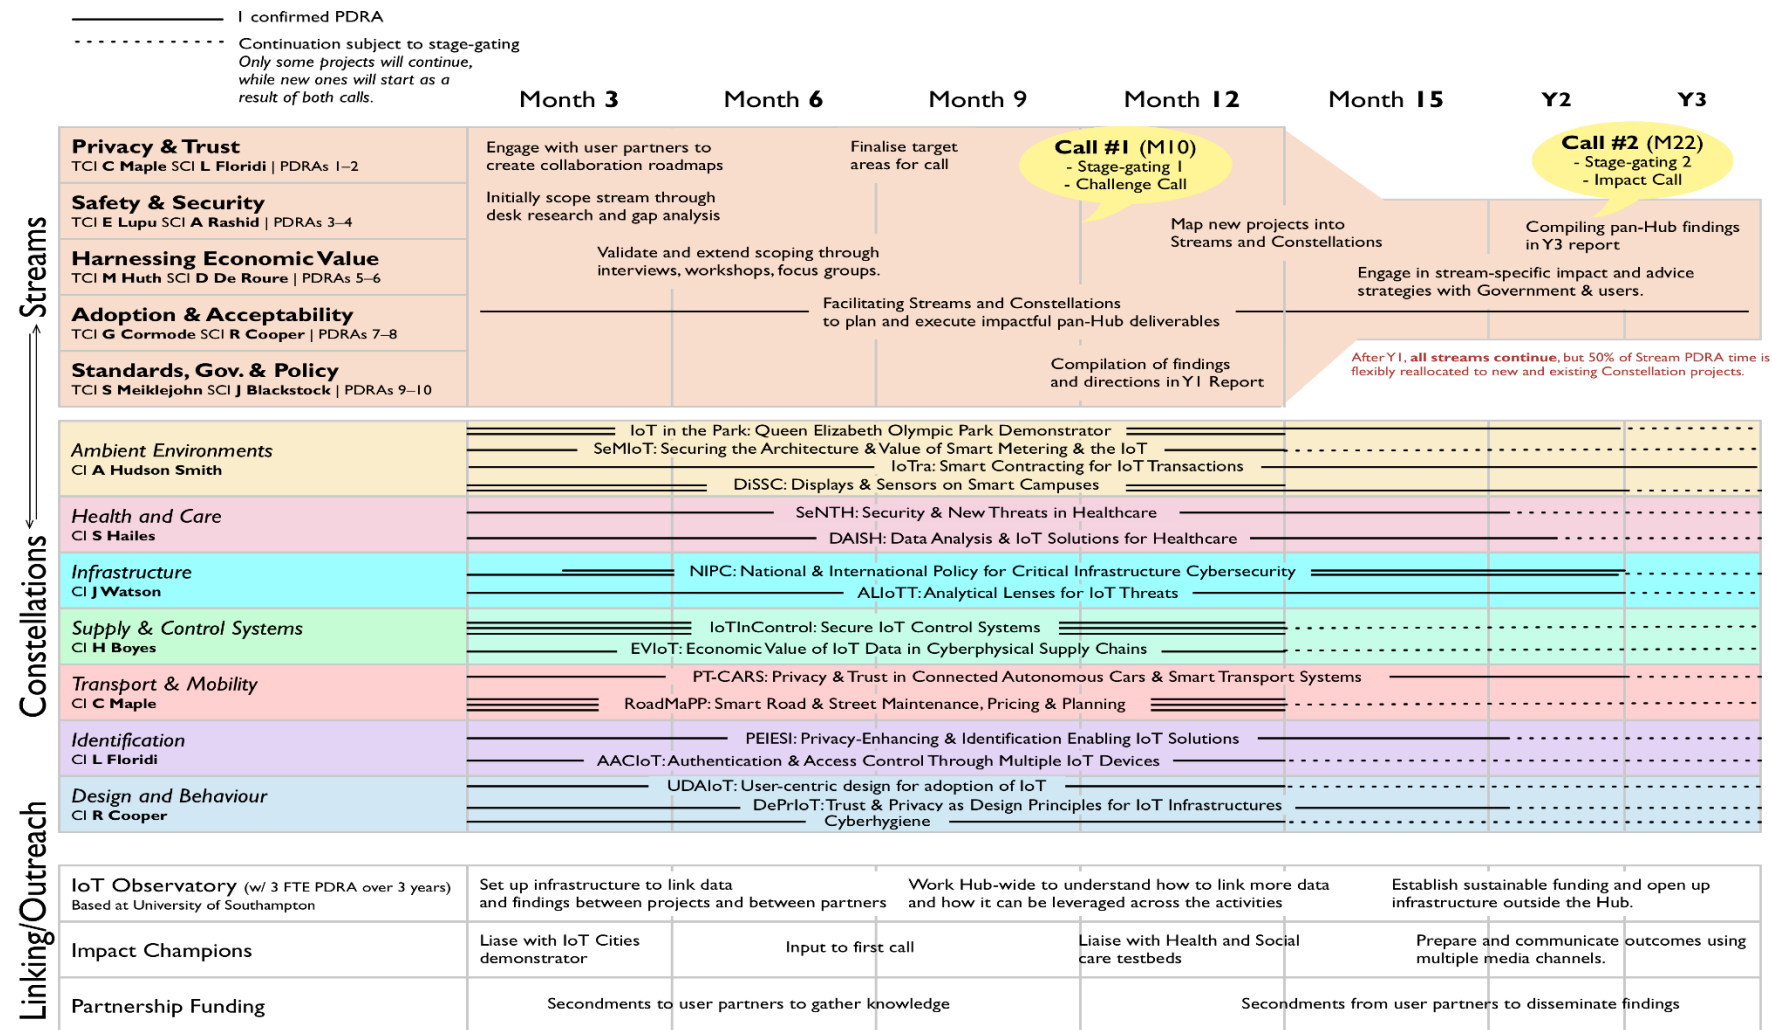 1 confirmed PDRA
Continuation subject to stage-gating
Only some projects will continue,
while new ones will start as a
result of both calls.
Month 3
Month 6
Month 9
Month 12
Month 15
Y2
Y3
Streams
Privacy & Trust
TCI C Maple SCI L Floridi | PDRAs 1–2
Safety & Security
TCI E Lupu SCI A Rashid | PDRAs 3–4
Harnessing Economic Value
TCI M Huth SCI D De Roure | PDRAs 5–6
Adoption & Acceptability
TCI G Cormode SCI R Cooper | PDRAs 7–8
Standards, Gov. & Policy
TCI S Meiklejohn SCI J Blackstock | PDRAs 9–10
Engage with user partners to
create collaboration roadmaps
Finalise target
areas for call
Call #1 (M10)
- Stage-gating 1
- Challenge Call
Call #2 (M22)
- Stage-gating 2
- Impact Call
Initially scope stream through
desk research and gap analysis
Map new projects into
Streams and Constellations
Compiling pan-Hub findings
in Y3 report
Validate and extend scoping through
interviews, workshops, focus groups.
Engage in stream-specific impact and advice
strategies with Government & users.
Facilitating Streams and Constellations
to plan and execute impactful pan-Hub deliverables
Compilation of findings
and directions in Y1 Report
After Y1, all streams continue, but 50% of Stream PDRA time is
flexibly reallocated to new and existing Constellation projects.
Constellations
Ambient Environments
CI A Hudson Smith
IoT in the Park: Queen Elizabeth Olympic Park Demonstrator
SeMIoT: Securing the Architecture & Value of Smart Metering & the IoT
IoTra: Smart Contracting for IoT Transactions
DiSSC: Displays & Sensors on Smart Campuses
Health and Care
CI S Hailes
SeNTH: Security & New Threats in Healthcare
DAISH: Data Analysis & IoT Solutions for Healthcare
Infrastructure
CI J Watson
NIPC: National & International Policy for Critical Infrastructure Cybersecurity
ALIoTT: Analytical Lenses for IoT Threats
Supply & Control Systems
CI H Boyes
IoTInControl: Secure IoT Control Systems
EVIoT: Economic Value of IoT Data in Cyberphysical Supply Chains
Transport & Mobility
CI C Maple
PT-CARS: Privacy & Trust in Connected Autonomous Cars & Smart Transport Systems
RoadMaPP: Smart Road & Street Maintenance, Pricing & Planning
Identification
CI L Floridi
PEIESI: Privacy-Enhancing & Identification Enabling IoT Solutions
AACIoT: Authentication & Access Control Through Multiple IoT Devices
Design and Behaviour
CI R Cooper
UDAIoT: User-centric design for adoption of IoT
DePrIoT: Trust & Privacy as Design Principles for IoT Infrastructures
Cyberhygiene
Linking/Outreach
IoT Observatory (w/ 3 FTE PDRA over 3 years)
Based at University of Southampton
Set up infrastructure to link data
and findings between projects and between partners
Work Hub-wide to understand how to link more data
and how it can be leveraged across the activities
Establish sustainable funding and open up
infrastructure outside the Hub.
Impact Champions
Liase with IoT Cities
demonstrator
Input to first call
Liaise with Health and Social
care testbeds
Prepare and communicate outcomes using
multiple media channels.
Partnership Funding
Secondments to user partners to gather knowledge
Secondments from user partners to disseminate findings